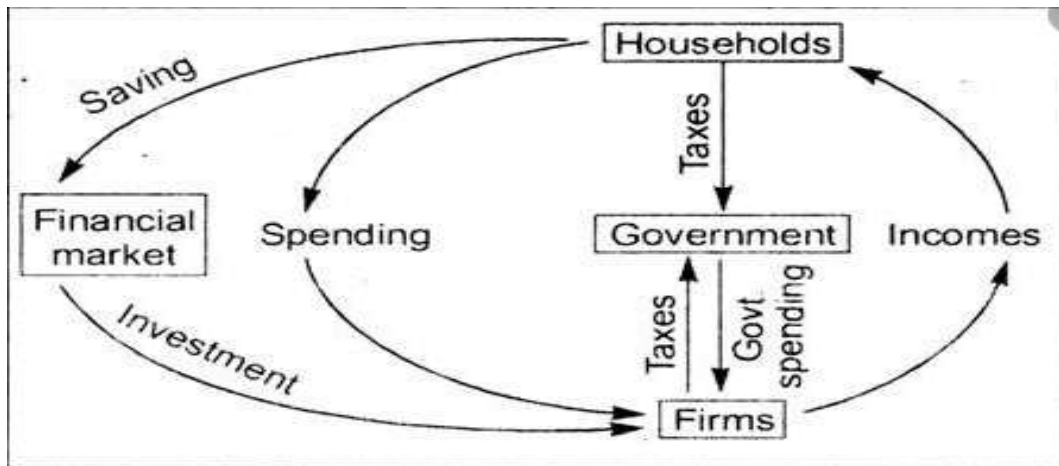 Households
Saving
Taxes
Financial
market
Spending
Government
Incomes
Investment
Taxes
Govt.
spending
Firms